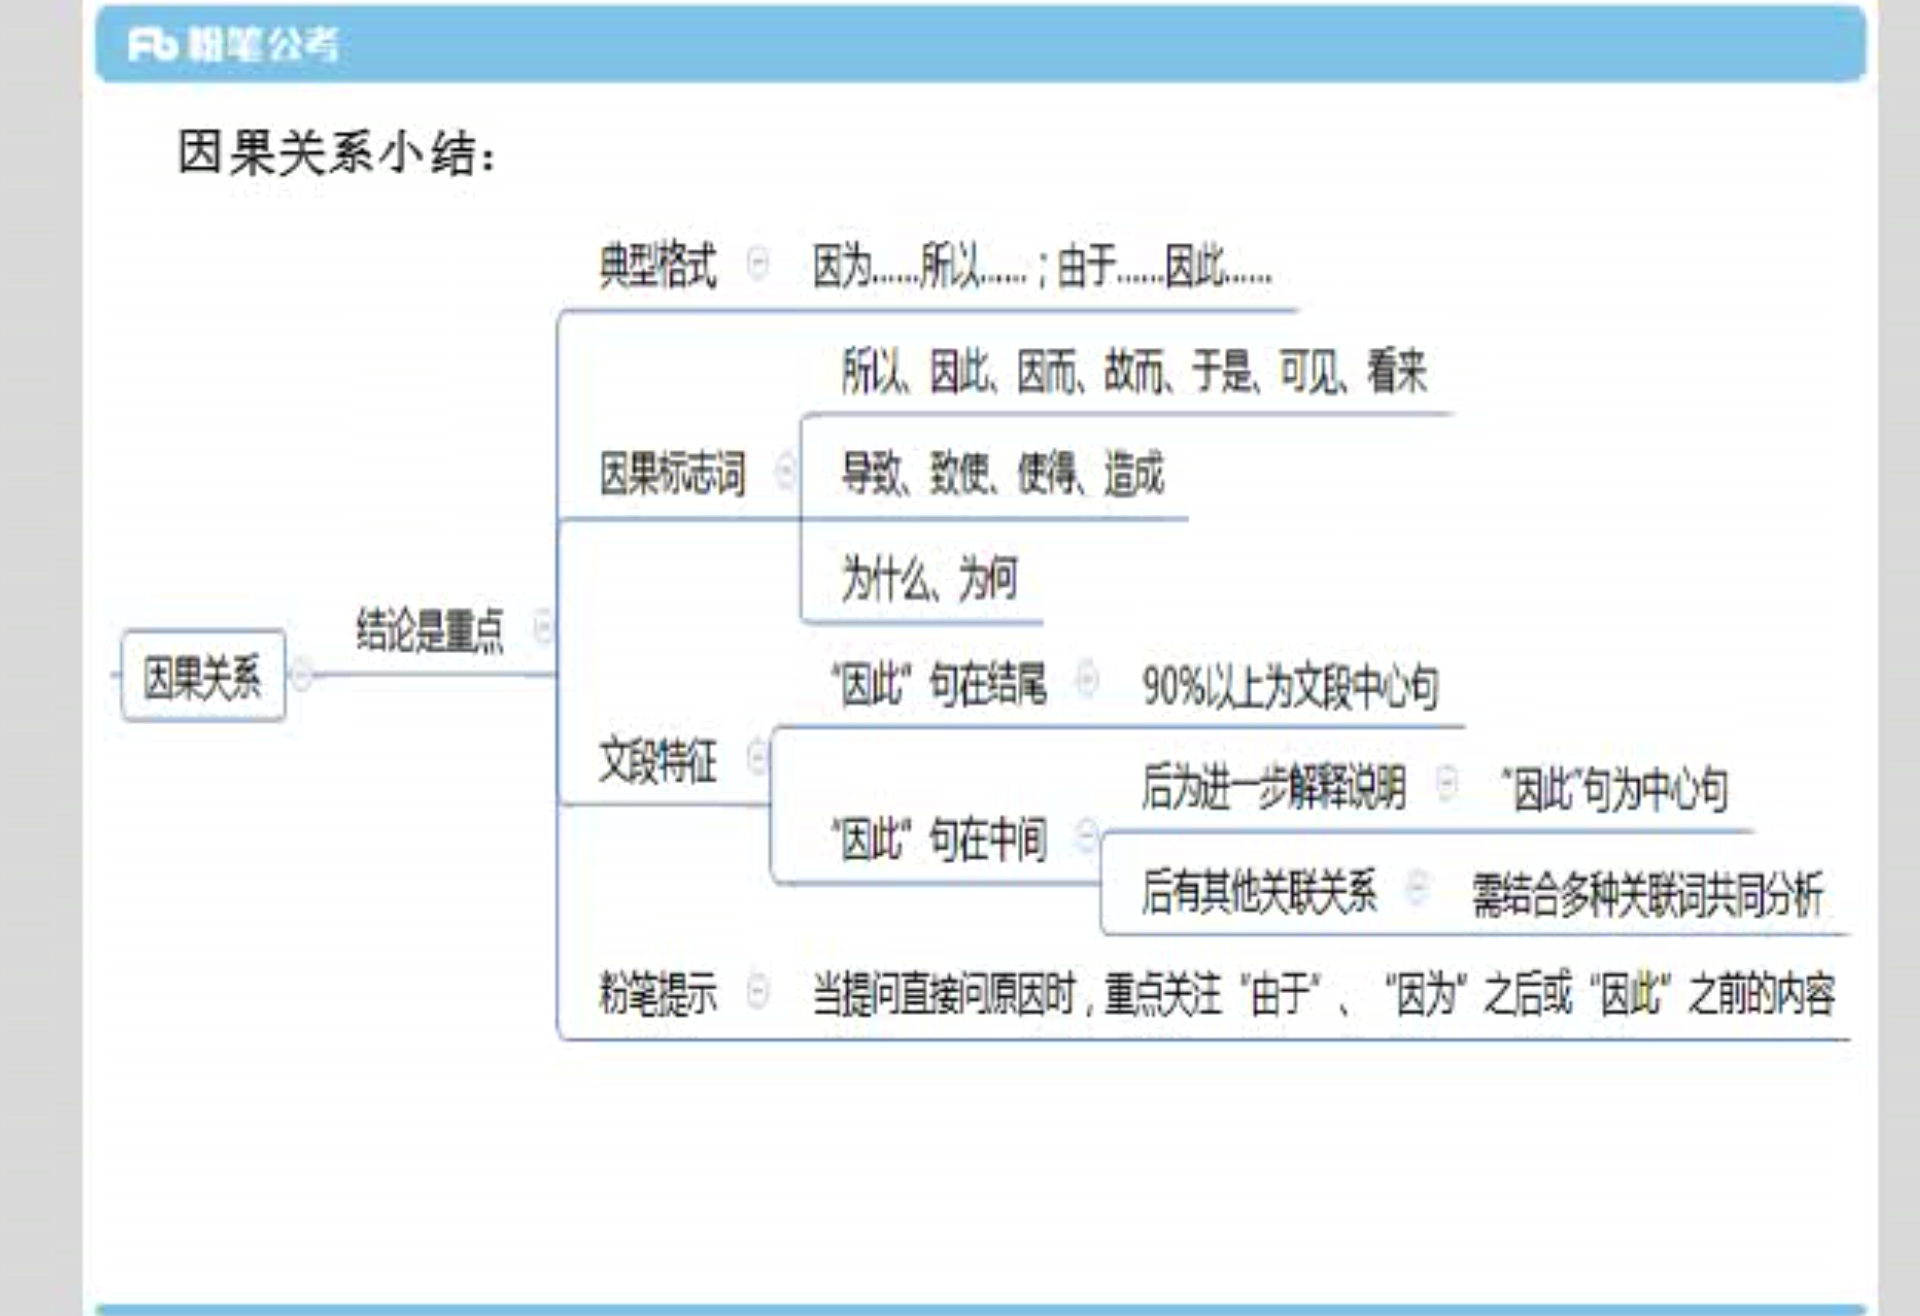 Fb 粉笔公考
因果关系小结：
典型格式 因为……所以……；由于……因此……
所以、因此、因而、故而、于是、可见、看来
因果标志词 导致、致使、使得、造成
为什么、为何
因果关系 结论是重点
“因此”句在结尾 90%以上为文段中心句
文段特征
后为进一步解释说明 “因此”句为中心句
“因此”句在中间
后有其他关联关系 需结合多种关联词共同分析
粉笔提示 当提问直接问原因时，重点关注“由于”、“因为”之后或“因此”之前的内容